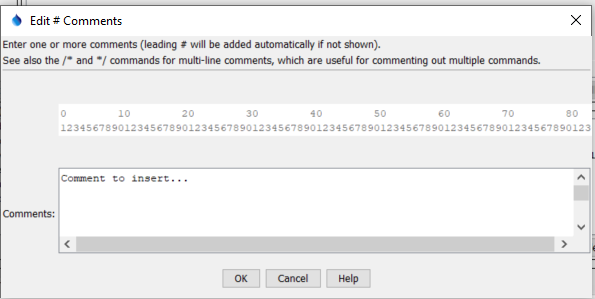 Edit # Comments
Enter one or more comments (leading # will be added automatically if not shown).
See also the /* and */ commands for multi-line comments, which are useful for commenting out multiple commands.
0 10 20 30 40 50 60 70 80
12345678901234567890123456789012345678901234567890123456789012345678901234567890123
Comment to insert...
Comments:
OK Cancel Help